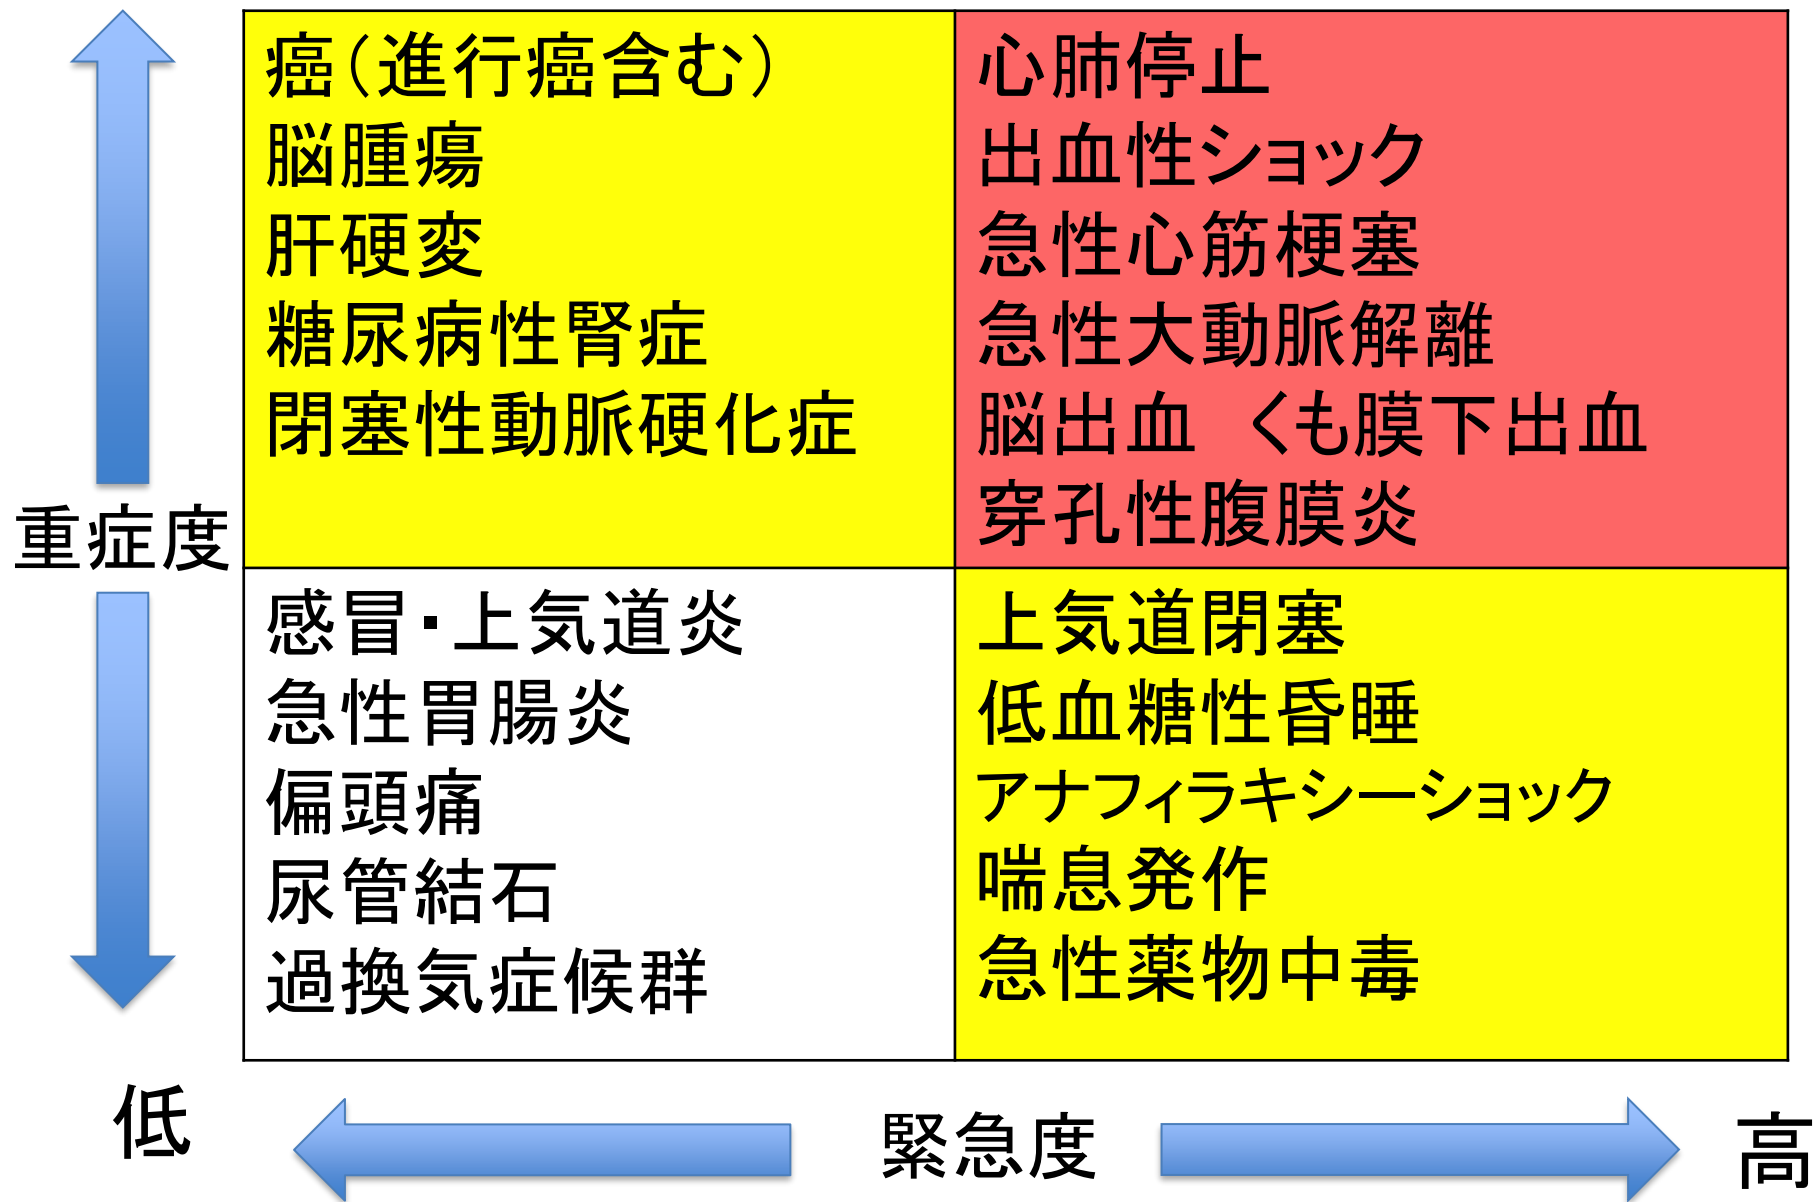 癌（進行癌含む）
脳腫瘍
肝硬変
糖尿病性腎症
閉塞性動脈硬化症
心肺停止
出血性ショック
急性心筋梗塞
急性大動脈解離
脳出血　くも膜下出血
穿孔性腹膜炎
重症度
感冒・上気道炎
急性胃腸炎
偏頭痛
尿管結石
過換気症候群
上気道閉塞
低血糖性昏睡
アナフィラキシーショック
喘息発作
急性薬物中毒
低
緊急度
高